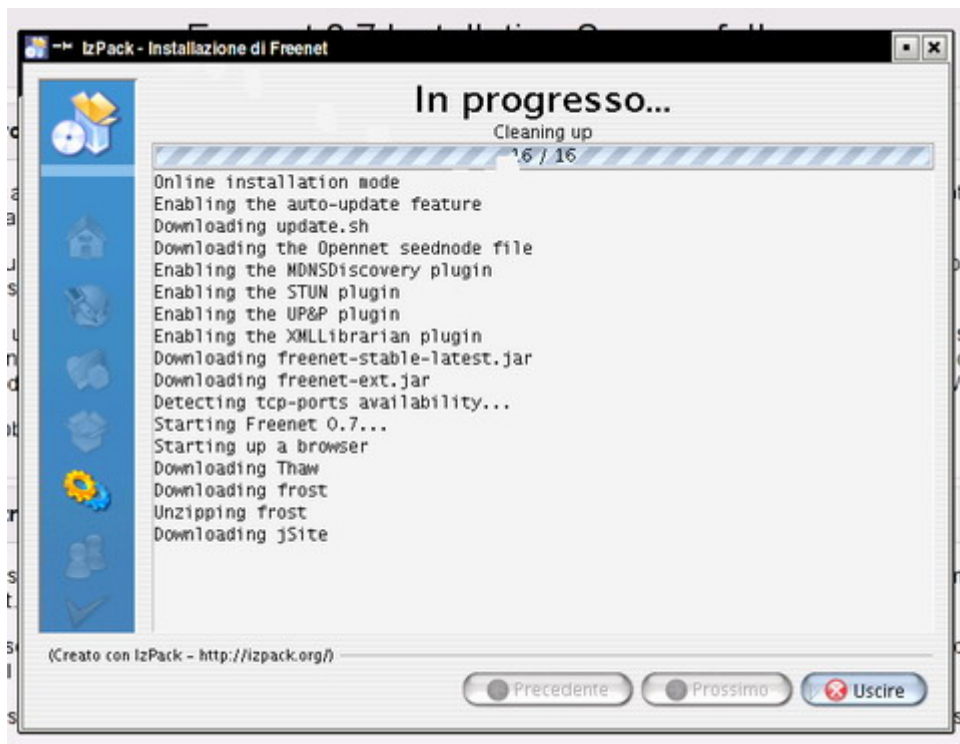 IzPack - Installazione di Freenet
In progresso...
Cleaning up
16 / 16
Online installation mode
Enabling the auto-update feature
Downloading update.sh
Downloading the Opennet seednode file
Enabling the MDNSDiscovery plugin
Enabling the STUN plugin
Enabling the UP&P plugin
Enabling the XMLLibrarian plugin
Downloading freenet-stable-latest.jar
Downloading freenet-ext.jar
Detecting tcp-ports availability...
Starting Freenet 0.7...
Starting up a browser
Downloading Thaw
Downloading frost
Unzipping frost
Downloading jSite
(Creato con IzPack - http://izpack.org/)
Precedente
Prossimo
Uscire